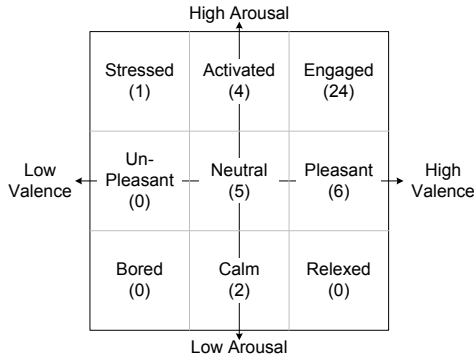 High Arousal
Stressed
(1)
Activated
(4)
Engaged
(24)
Low
Valence
Un-
Pleasant
(0)
Neutral
(5)
Pleasant
(6)
High
Valence
Bored
(0)
Calm
(2)
Relexed
(0)
Low Arousal